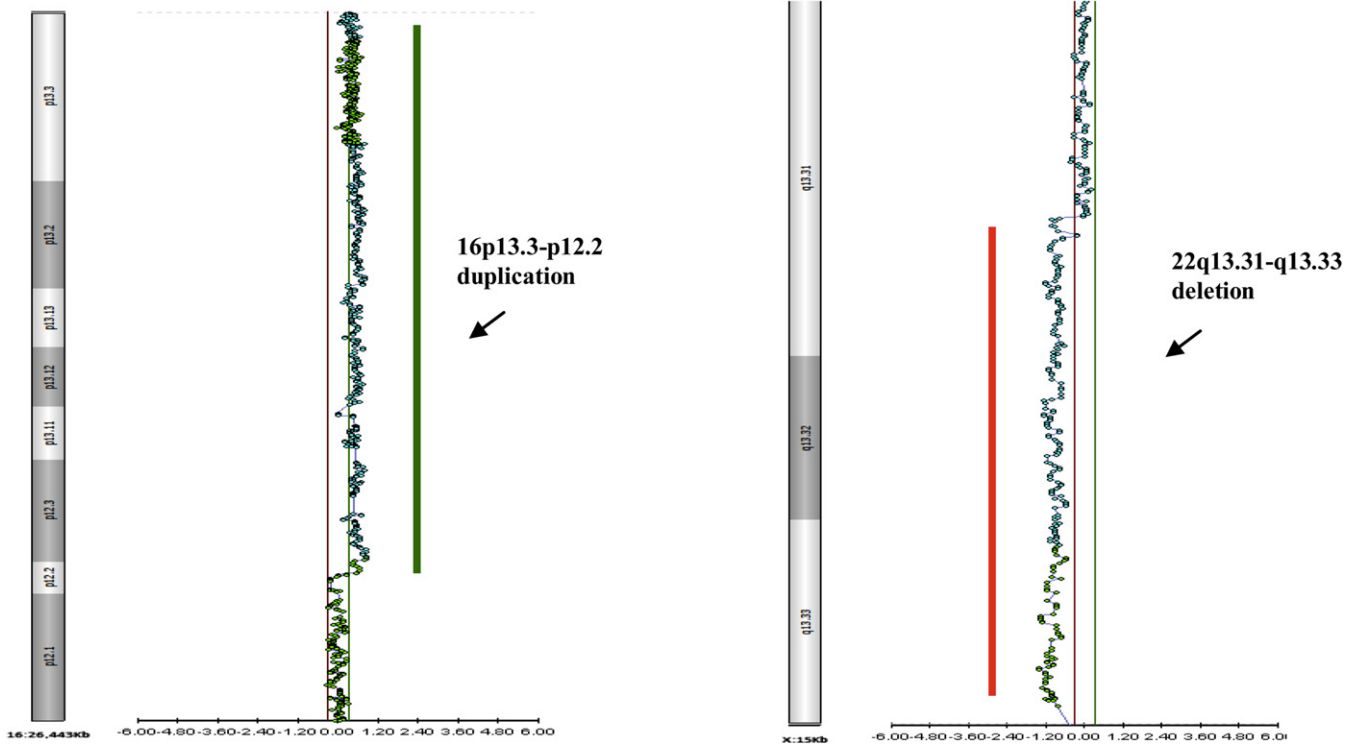 p13.3
p13.2
p13.13
p13.12
p13.11
p12.3
p12.2
p12.1
16:26,443Kb
16p13.3-p12.2
duplication
-6.00 -4.80 -3.60 -2.40 -1.20 0.00 1.20 2.40 3.60 4.80 6.00
q13.31
q13.32
q13.33
X:15Kb
22q13.31-q13.33
deletion
-6.00 -4.80 -3.60 -2.40 -1.20 0.00 1.20 2.40 3.60 4.80 6.0